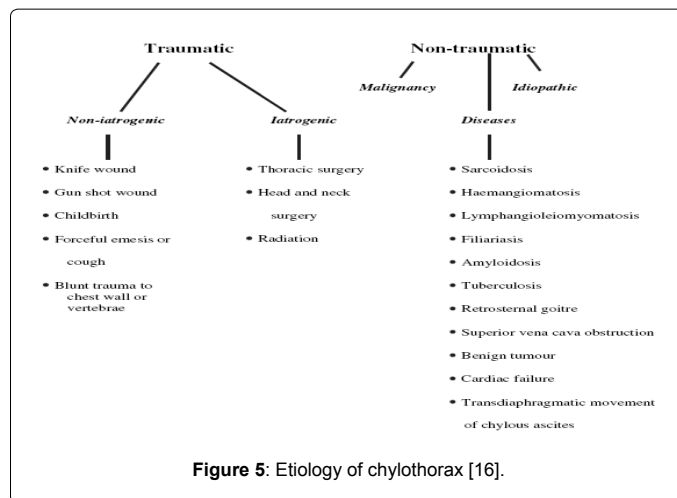 Traumatic
Non-iatrogenic
• Knife wound
• Gun shot wound
• Childbirth
• Forceful emesis or
cough
• Blunt trauma to
chest wall or
vertebrae
Iatrogenic
• Thoracic surgery
• Head and neck
surgery
• Radiation
Non-traumatic
Malignancy
Idiopathic
Diseases
• Sarcoidosis
• Haemangiomatosis
• Lymphangioleiomyomatosis
• Filiariasis
• Amyloidosis
• Tuberculosis
• Retrosternal goitre
• Superior vena cava obstruction
• Benign tumour
• Cardiac failure
• Transdiaphragmatic movement
of chylous ascites
Figure 5: Etiology of chylothorax [16].